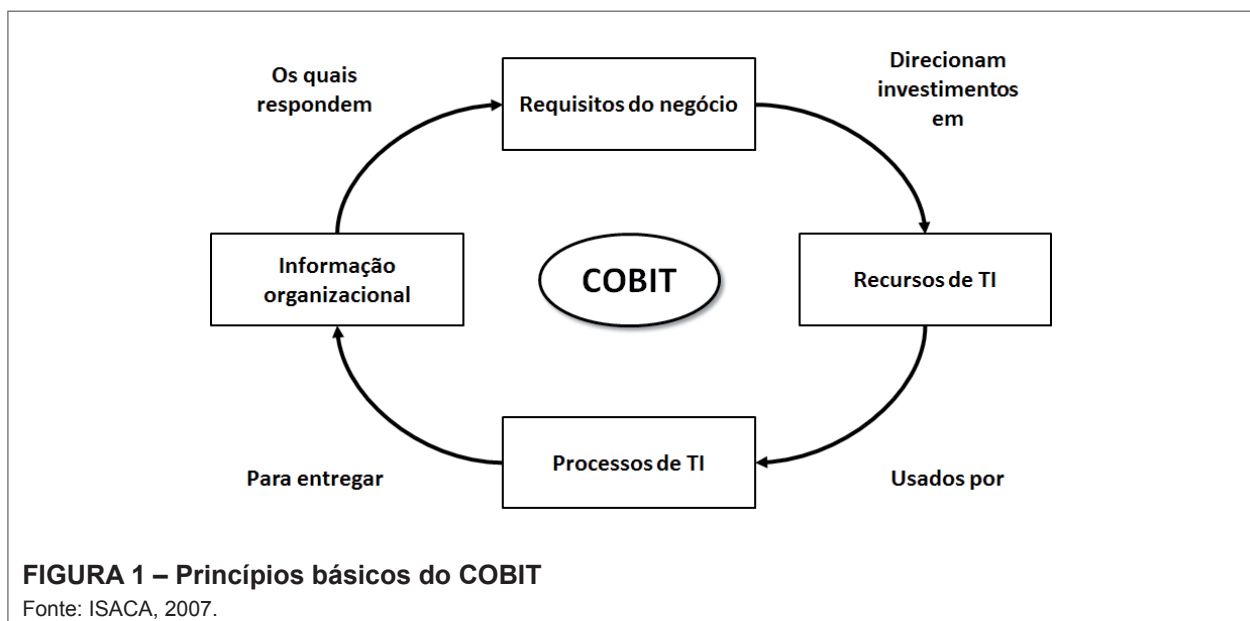 Os quais
respondem
Requisitos do negócio
Direcionam
investimentos
em
Informação
organizacional
COBIT
Recursos de TI
Para entregar
Processos de TI
Usados por
FIGURA 1 – Princípios básicos do COBIT
Fonte: ISACA, 2007.